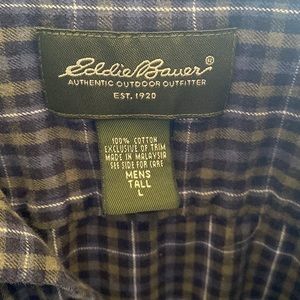 Eddie Bauer®
AUTHENTIC OUTDOOR OUTFITTER
EST. 1920
100% COTTON
EXCLUSIVE OF TRIM
MADE IN MALAYSIA
SEE SIDE FOR CARE
MENS
TALL
L